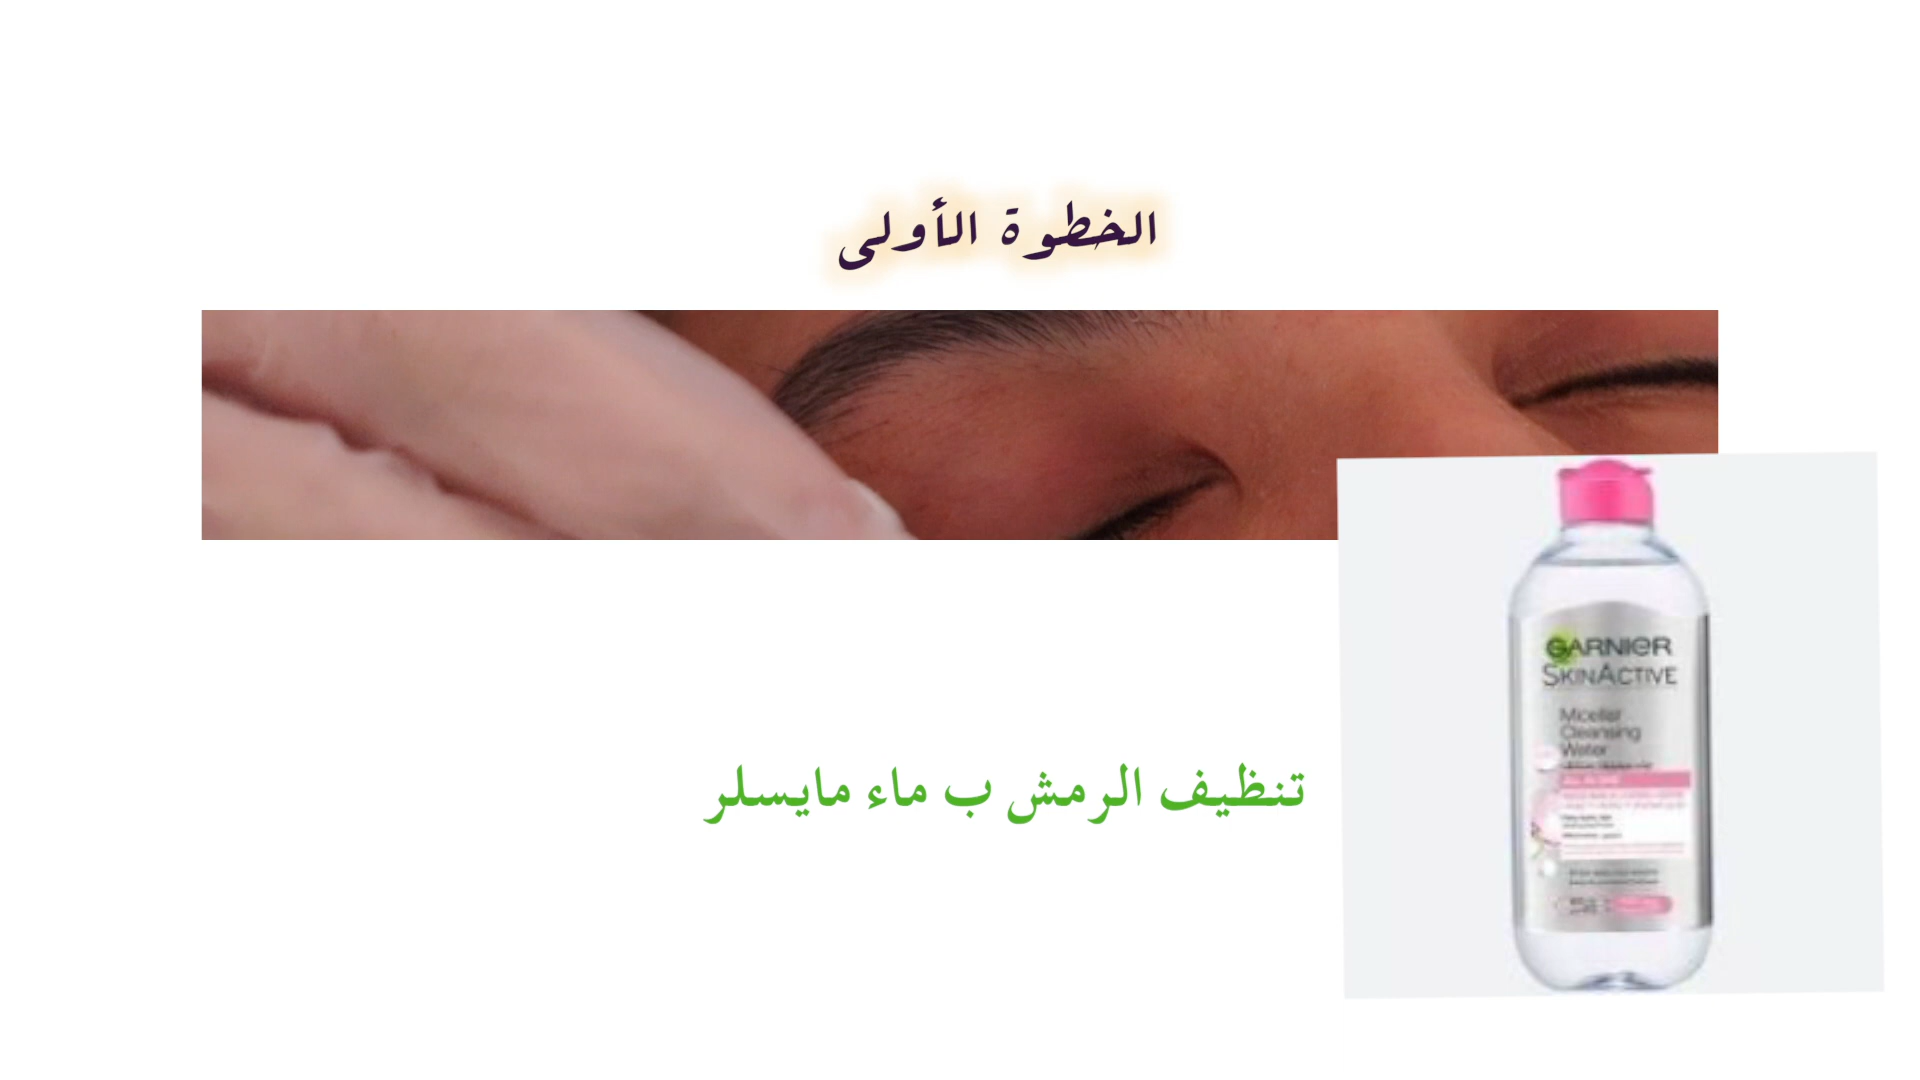 الخطوة الأولى
GARNIER
SKINACTIVE
Micellar
Cleansing
Water
تنظيف الرمش ب ماء مايسلر